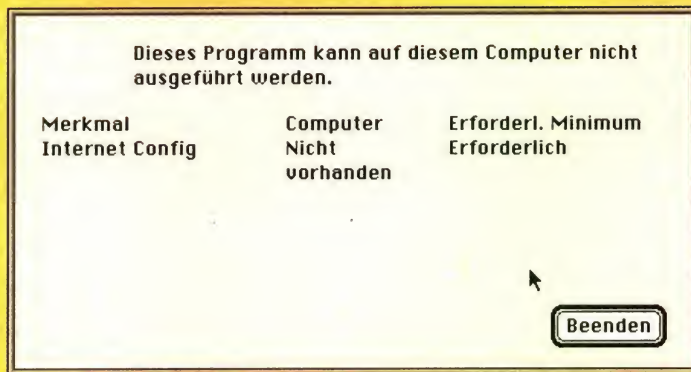 Dieses Programm kann auf diesem Computer nicht
ausgeführt werden.
Merkmal Computer Erforderl. Minimum
Internet Config Nicht Erforderlich
vorhanden
Beenden